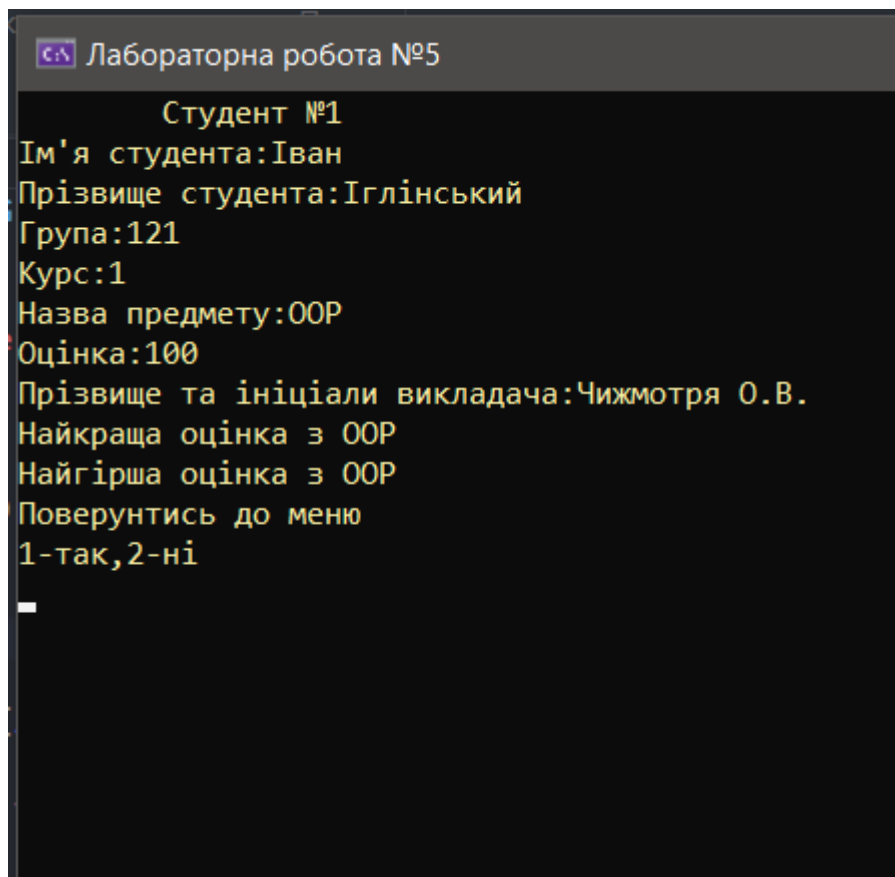 Лабораторна робота №5
Студент №1
Ім'я студента:Іван
Прізвище студента:Іглінський
Група:121
Курс:1
Назва предмету:ООР
Оцінка:100
Прізвище та ініціали викладача:Чижмотря О.В.
Найкраща оцінка з ООР
Найгірша оцінка з ООР
Поверунтись до меню
1-так,2-ні